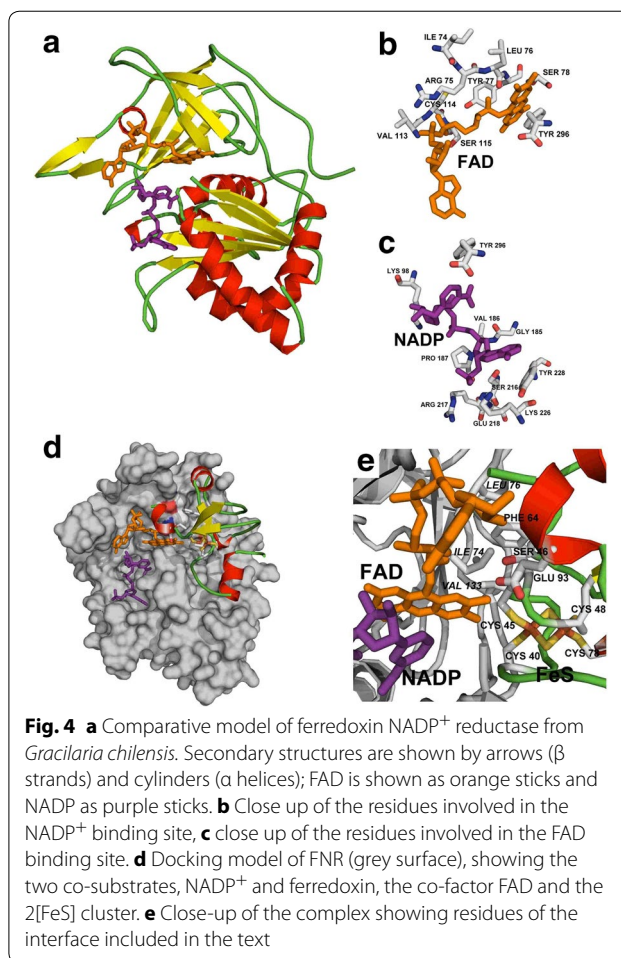 a
b
ILE 74
LEU 76
ARG 75
TYR 77
SER 78
CYS 114
VAL 113
SER 115
TYR 296
FAD
c
TYR 296
LYS 98
VAL 186
GLY 185
NADP
PRO 187
SER 216
TYR 228
ARG 217
GLU 218
LYS 226
d
e
LEU 76
PHE 64
SER 46
ILE 74
FAD
GLU 93
VAL 133
CYS 48
CYS 45
CYS 40
CYS 78
NADP
FeS
Fig. 4 a Comparative model of ferredoxin NADP⁺ reductase from
Gracilaria chilensis. Secondary structures are shown by arrows (β
strands) and cylinders (α helices); FAD is shown as orange sticks and
NADP as purple sticks. b Close up of the residues involved in the
NADP⁺ binding site, c close up of the residues involved in the FAD
binding site. d Docking model of FNR (grey surface), showing the
two co-substrates, NADP⁺ and ferredoxin, the co-factor FAD and the
2[FeS] cluster. e Close-up of the complex showing residues of the
interface included in the text